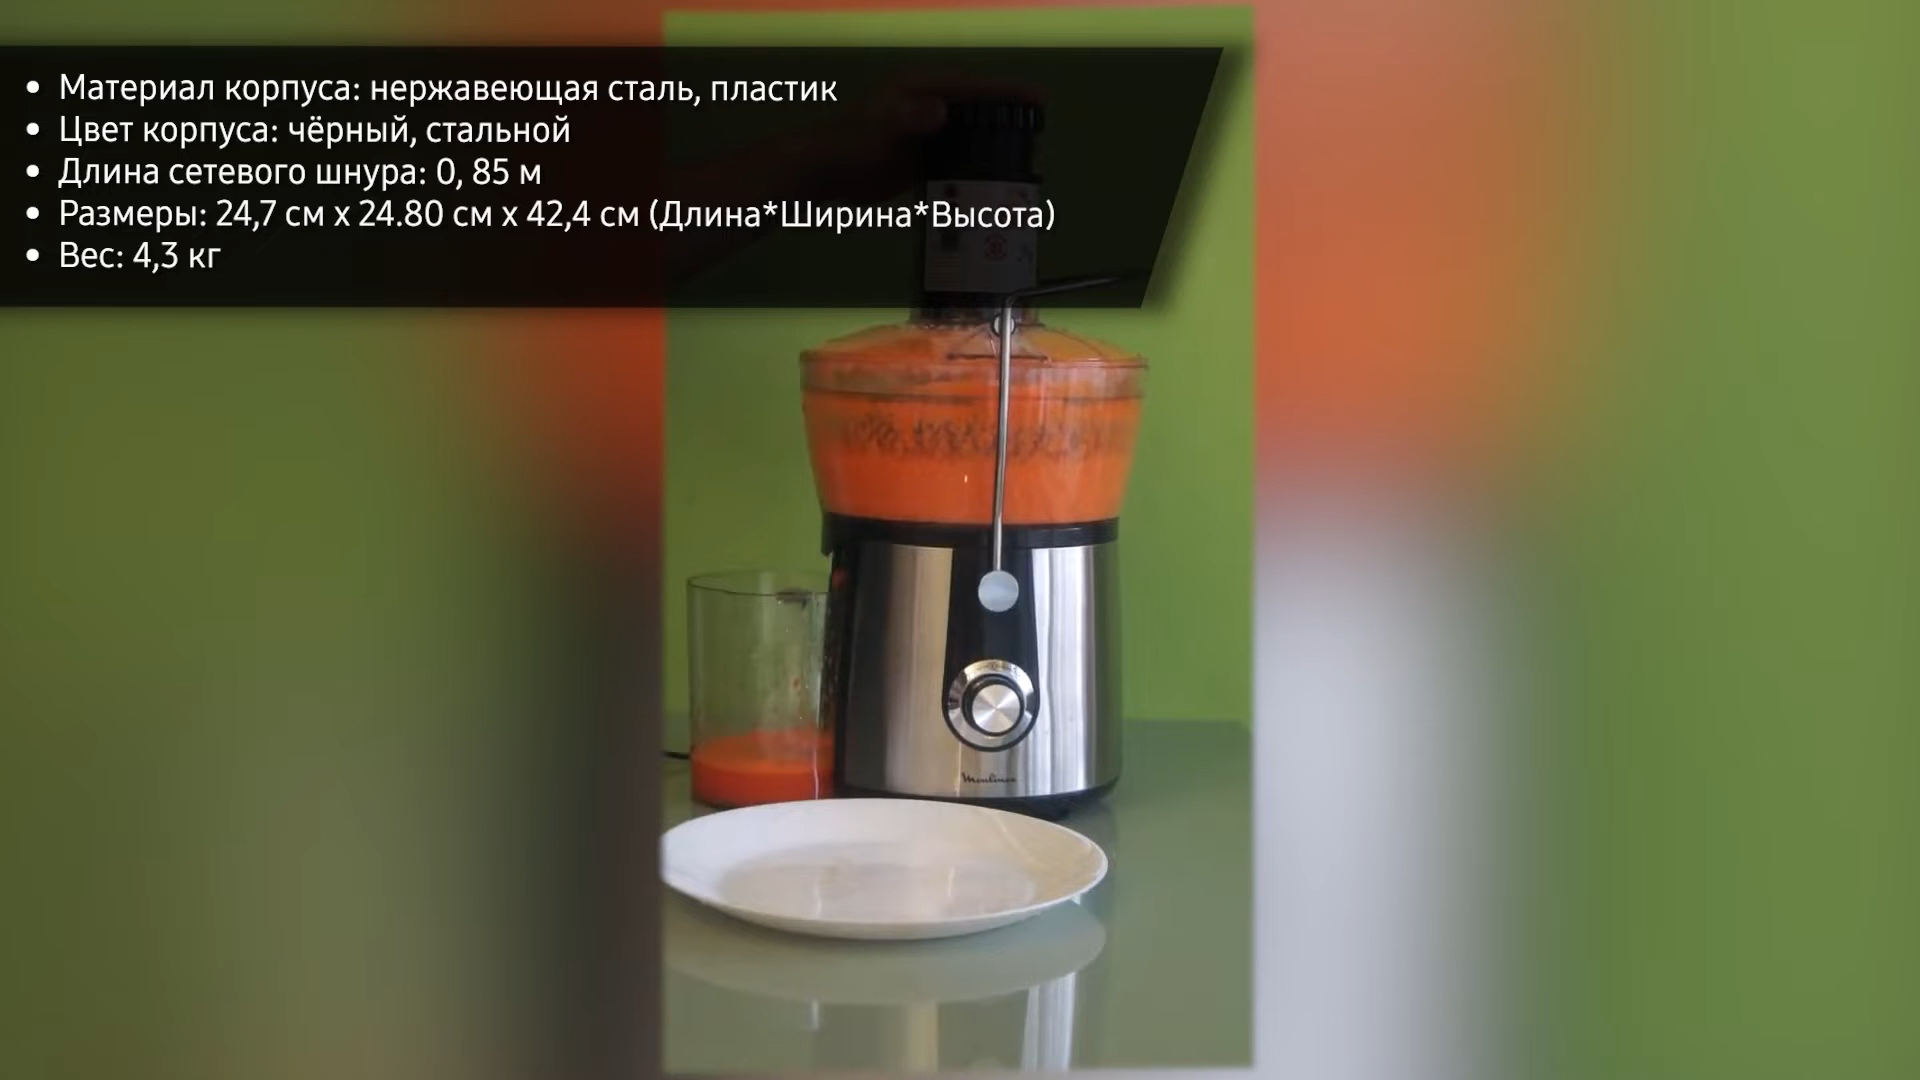 • Материал корпуса: нержавеющая сталь, пластик
• Цвет корпуса: чёрный, стальной
• Длина сетевого шнура: 0, 85 м
• Размеры: 24,7 см x 24.80 см x 42,4 см (Длина*Ширина*Высота)
• Вес: 4,3 кг
Moulinex